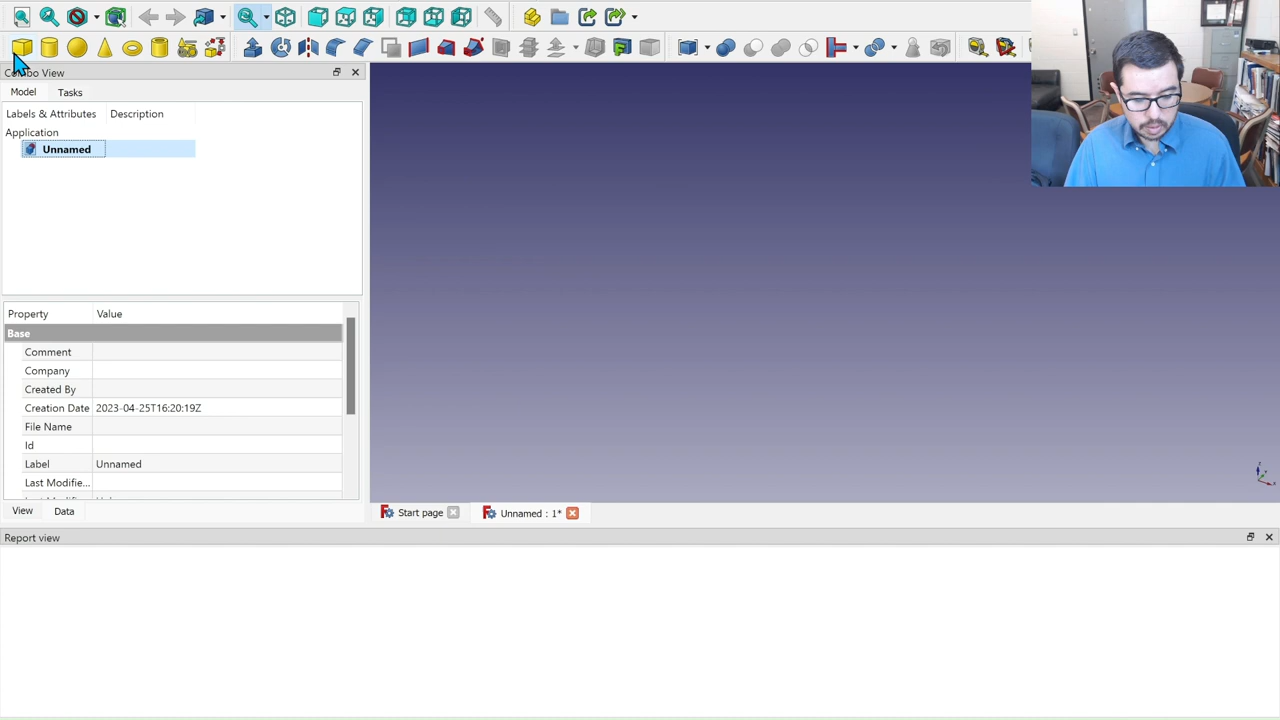 Combo View
Model Tasks
Labels & Attributes Description
Application
Unnamed
Property Value
Base
Comment
Company
Created By
Creation Date 2023-04-25T16:20:19Z
File Name
Id
Label Unnamed
Last Modifie...
View Data
Start page Unnamed : 1*
Report view